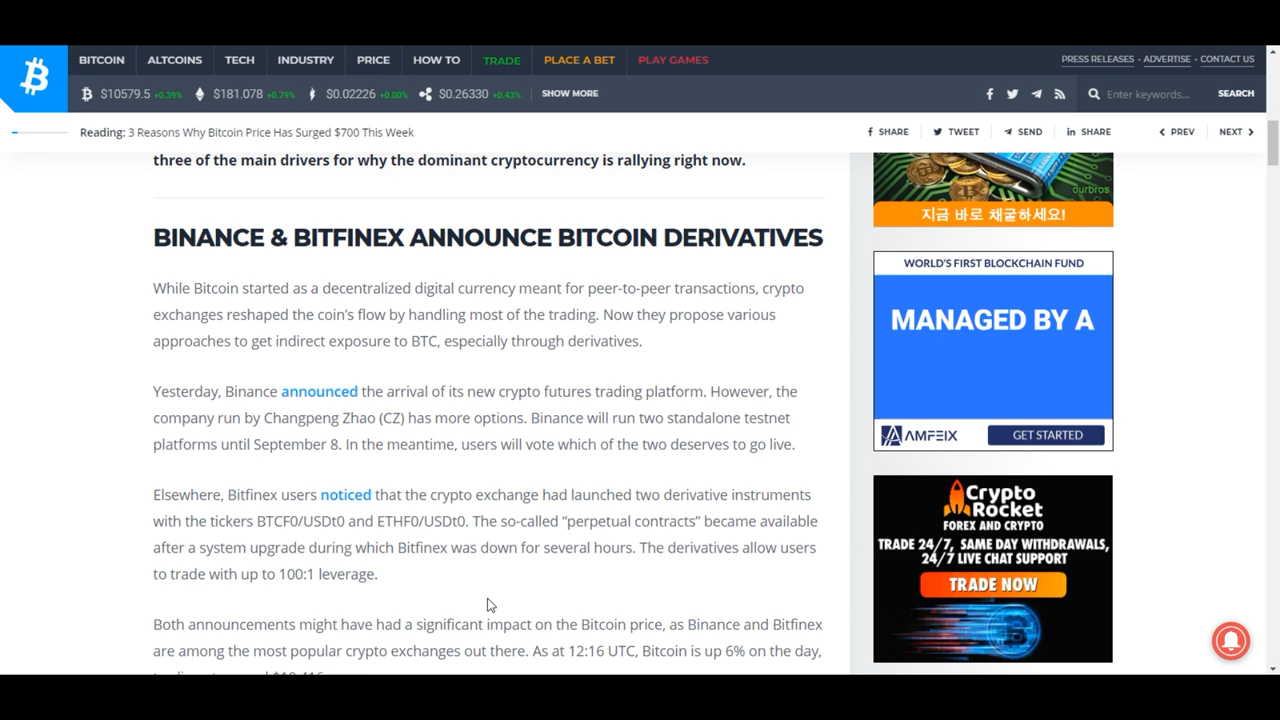 BITCOIN ALTCOINS TECH INDUSTRY PRICE HOW TO TRADE PLACE A BET PLAY GAMES PRESS RELEASES - ADVERTISE - CONTACT US
$10579.5 +0.39% $181.078 +0.79% $0.02226 +0.00% $0.26330 +0.43% SHOW MORE Enter keywords... SEARCH
Reading: 3 Reasons Why Bitcoin Price Has Surged $700 This Week SHARE TWEET SEND SHARE PREV NEXT
three of the main drivers for why the dominant cryptocurrency is rallying right now.
BINANCE & BITFINEX ANNOUNCE BITCOIN DERIVATIVES
While Bitcoin started as a decentralized digital currency meant for peer-to-peer transactions, crypto
exchanges reshaped the coin's flow by handling most of the trading. Now they propose various
approaches to get indirect exposure to BTC, especially through derivatives.
Yesterday, Binance announced the arrival of its new crypto futures trading platform. However, the
company run by Changpeng Zhao (CZ) has more options. Binance will run two standalone testnet
platforms until September 8. In the meantime, users will vote which of the two deserves to go live.
Elsewhere, Bitfinex users noticed that the crypto exchange had launched two derivative instruments
with the tickers BTCF0/USDt0 and ETHF0/USDt0. The so-called “perpetual contracts” became available
after a system upgrade during which Bitfinex was down for several hours. The derivatives allow users
to trade with up to 100:1 leverage.
Both announcements might have had a significant impact on the Bitcoin price, as Binance and Bitfinex
are among the most popular crypto exchanges out there. As at 12:16 UTC, Bitcoin is up 6% on the day,
ourbros
지금 바로 채굴하세요!
WORLD'S FIRST BLOCKCHAIN FUND
MANAGED BY A
AMFEIX GET STARTED
Crypto
Rocket
FOREX AND CRYPTO
TRADE 24/7, SAME DAY WITHDRAWALS,
24/7 LIVE CHAT SUPPORT
TRADE NOW